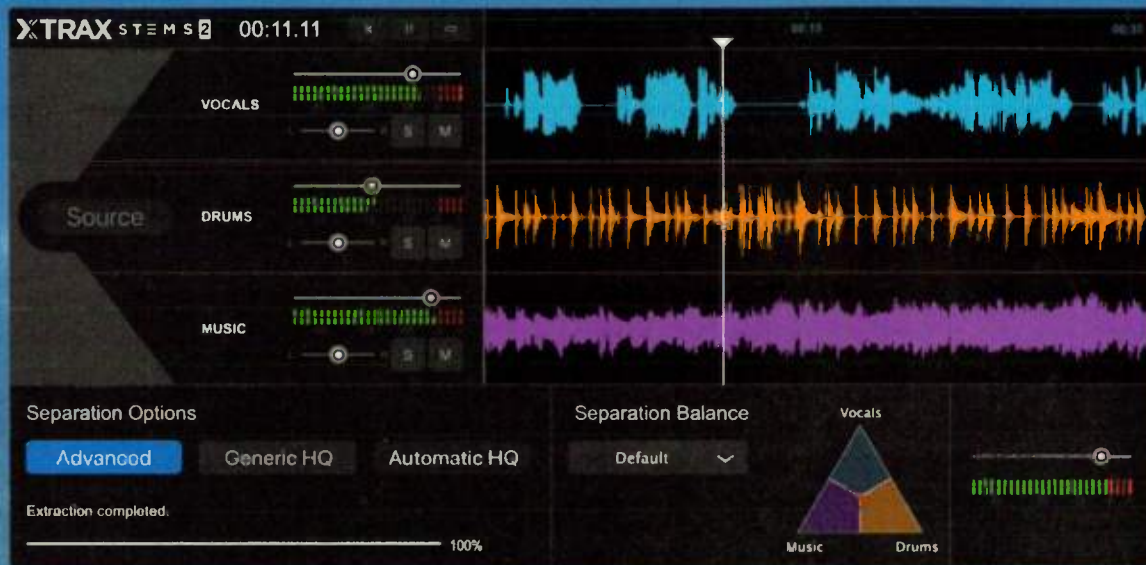 XTRAX STEMS 2 00:11.11
VOCALS
S M
Source
DRUMS
S M
MUSIC
S M
Separation Options
Advanced
Generic HQ
Automatic HQ
Extraction completed.
100%
Separation Balance
Default
Vocals
Music
Drums